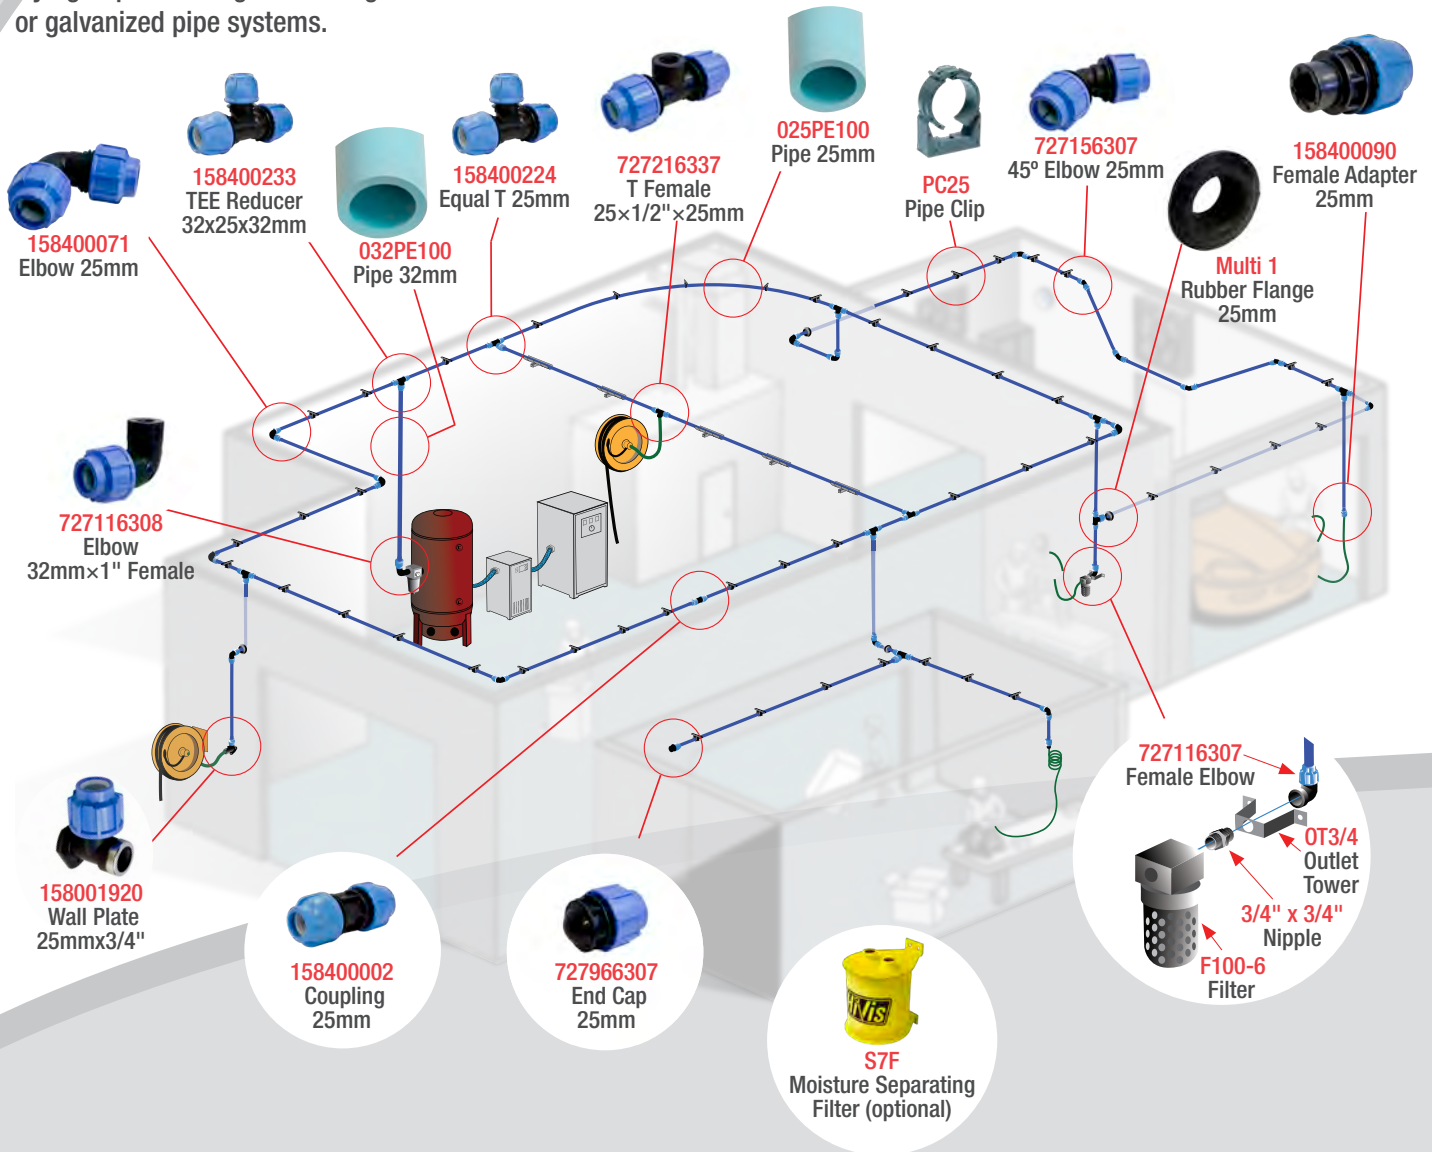 or galvanized pipe systems.
158400071
Elbow 25mm
158400233
TEE Reducer
32x25x32mm
032PE100
Pipe 32mm
158400224
Equal T 25mm
727216337
T Female
25×1/2"×25mm
025PE100
Pipe 25mm
PC25
Pipe Clip
727156307
45º Elbow 25mm
Multi 1
Rubber Flange
25mm
158400090
Female Adapter
25mm
727116308
Elbow
32mm×1" Female
158001920
Wall Plate
25mmx3/4"
158400002
Coupling
25mm
727966307
End Cap
25mm
HiVis
S7F
Moisture Separating
Filter (optional)
727116307
Female Elbow
OT3/4
Outlet
Tower
3/4" x 3/4"
Nipple
F100-6
Filter